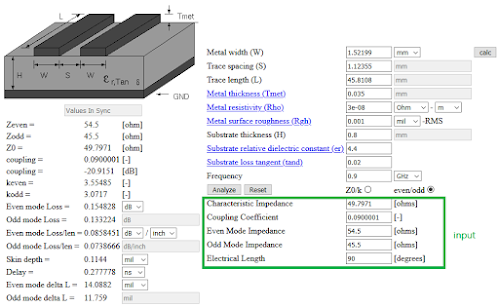 L
Tmet
H
W
S
W
εr,Tan δ
GND
Values In Sync
Zeven = 54.5 [ohm]
Zodd = 45.5 [ohm]
Z0 = 49.7971 [ohm]
coupling = 0.0900001 [-]
coupling = -20.9151 [dB]
keven = 3.55485 [-]
kodd = 3.0717 [-]
Even mode Loss = 0.154828 dB
Odd mode Loss = 0.133224 dB
Even mode Loss/len = 0.0858451 dB / inch
Odd mode Loss/len = 0.0738666 dB/inch
Skin depth = 0.1144 mil
Delay = 0.277778 ns
Even mode delta L = 14.0882 mil
Odd mode delta L = 11.759 mil
Metal width (W) 1.52199 mm calc
Trace spacing (S) 1.12355 mm
Trace length (L) 45.8108 mm
Metal thickness (Tmet) 0.035 mm
Metal resistivity (Rho) 3e-08 Ohm - m
Metal surface roughness (Rgh) 0.001 mil -RMS
Substrate thickness (H) 0.8 mm
Substrate relative dielectric constant (er) 4.4
Substrate loss tangent (tand) 0.02
Frequency 0.9 GHz
Analyze Reset Z0/k even/odd
Characteristic Impedance 49.7971 [ohms]
Coupling Coefficient 0.0900001 [-]
Even Mode Impedance 54.5 [ohms]
Odd Mode Impedance 45.5 [ohms]
Electrical Length 90 [degrees]
input